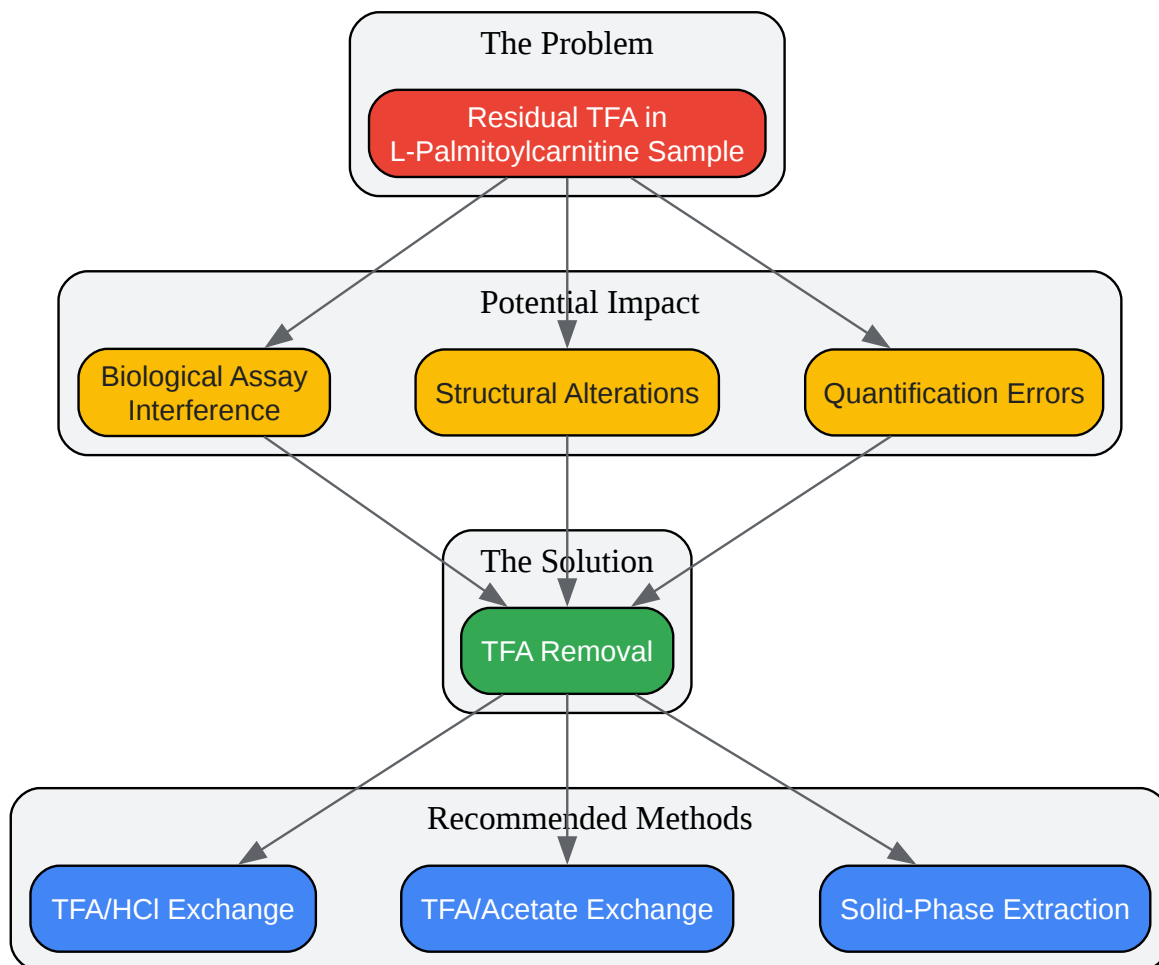 The Problem
Residual TFA in
L-Palmitoylcarnitine Sample
Potential Impact
Biological Assay
Interference
Structural Alterations
Quantification Errors
The Solution
TFA Removal
Recommended Methods
TFA/HCl Exchange
TFA/Acetate Exchange
Solid-Phase Extraction